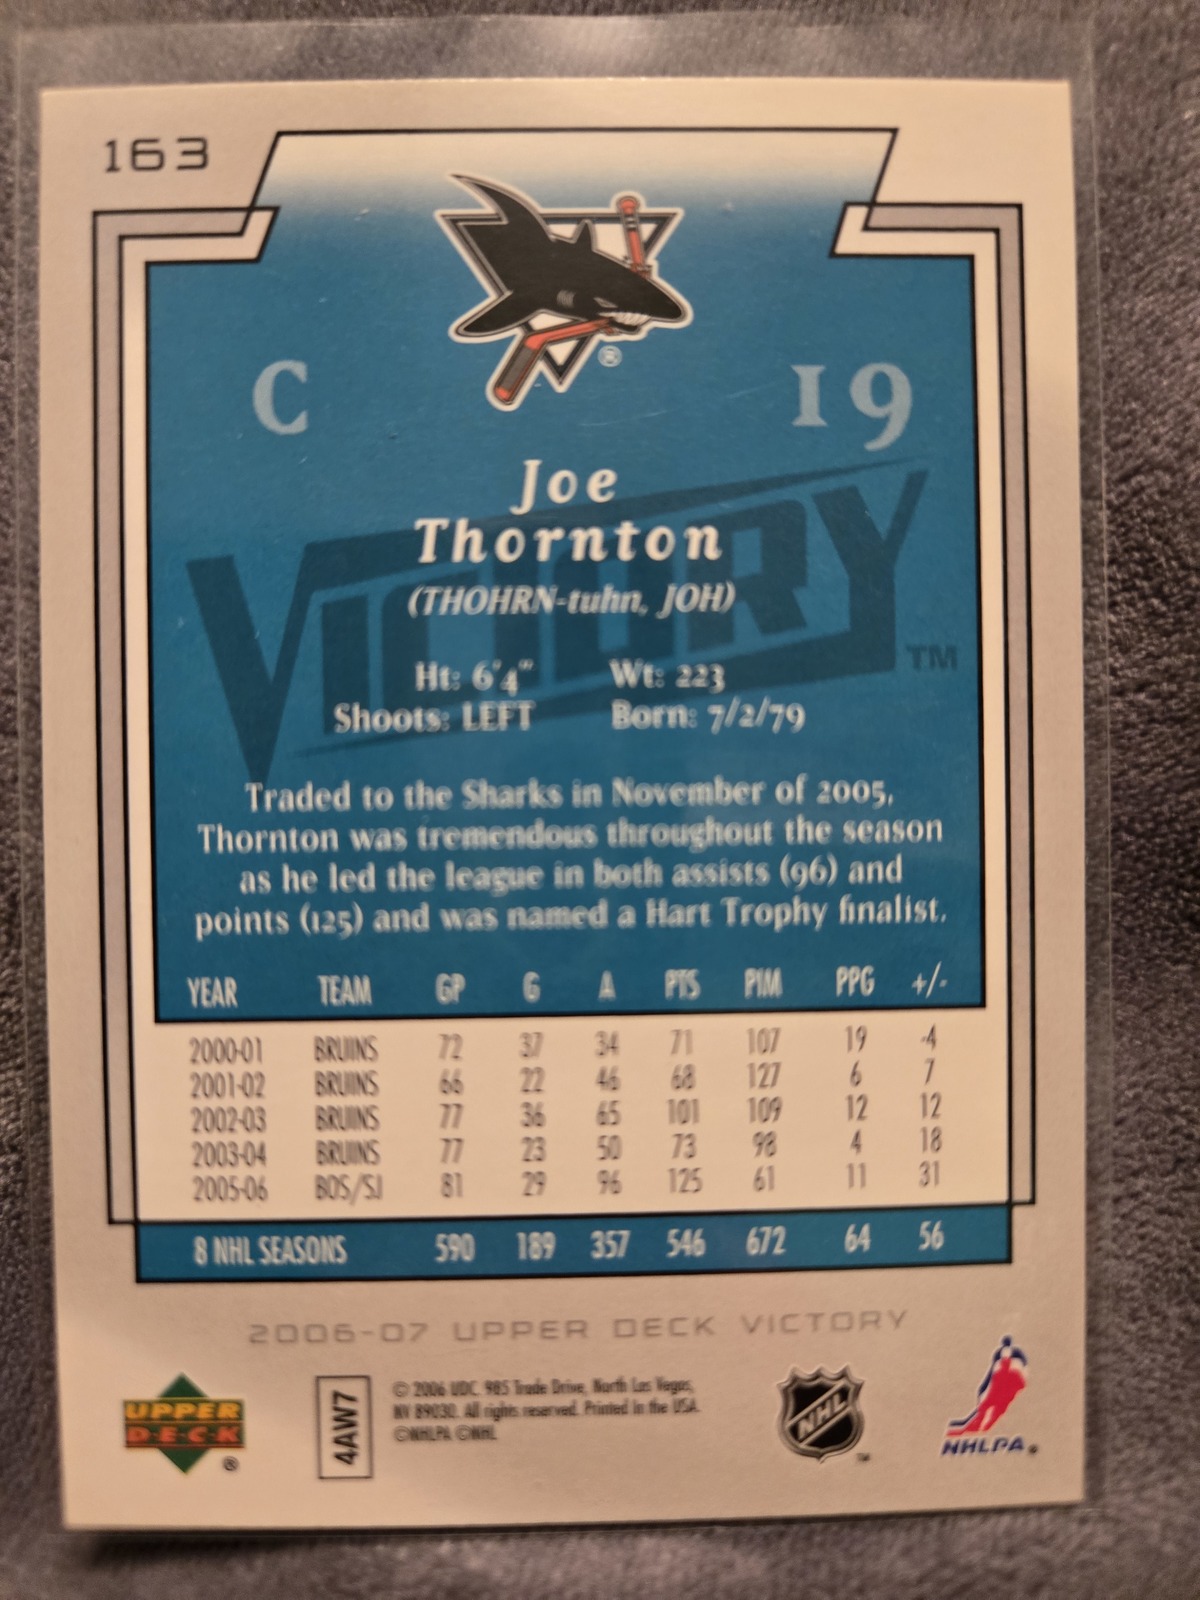 163
C
19
Joe
Thornton
VICTORY™
(THOHRN-tuhn, JOH)
Ht: 6'4" Wt: 223
Shoots: LEFT Born: 7/2/79
Traded to the Sharks in November of 2005,
Thornton was tremendous throughout the season
as he led the league in both assists (96) and
points (125) and was named a Hart Trophy finalist.
YEAR TEAM GP G A PTS PIM PPG +/-
2000-01 BRUINS 72 37 34 71 107 19 -4
2001-02 BRUINS 66 22 46 68 127 6 7
2002-03 BRUINS 77 36 65 101 109 12 12
2003-04 BRUINS 77 23 50 73 98 4 18
2005-06 BOS/SJ 81 29 96 125 61 11 31
8 NHL SEASONS 590 189 357 546 672 64 56
2006-07 UPPER DECK VICTORY
UPPER
DECK®
4AW7
© 2006 UDC. 985 Trade Drive, North Las Vegas,
NV 89030. All rights reserved. Printed in the USA.
©NHLPA ©NHL
NHL™
NHLPA®